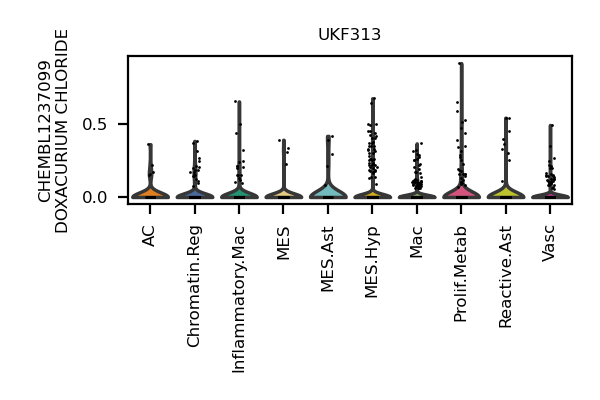 UKF313
CHEMBL1237099
DOXACURIUM CHLORIDE
0.5
0.0
AC
Chromatin.Reg
Inflammatory.Mac
MES
MES.Ast
MES.Hyp
Mac
Prolif.Metab
Reactive.Ast
Vasc